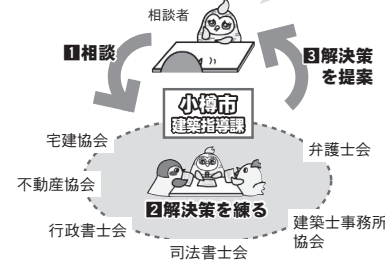 相談者
1相談
3解決策
を提案
小樽市
建築指導課
宅建協会
弁護士会
不動産協会
2解決策を練る
行政書士会
建築士事務所
協会
司法書士会